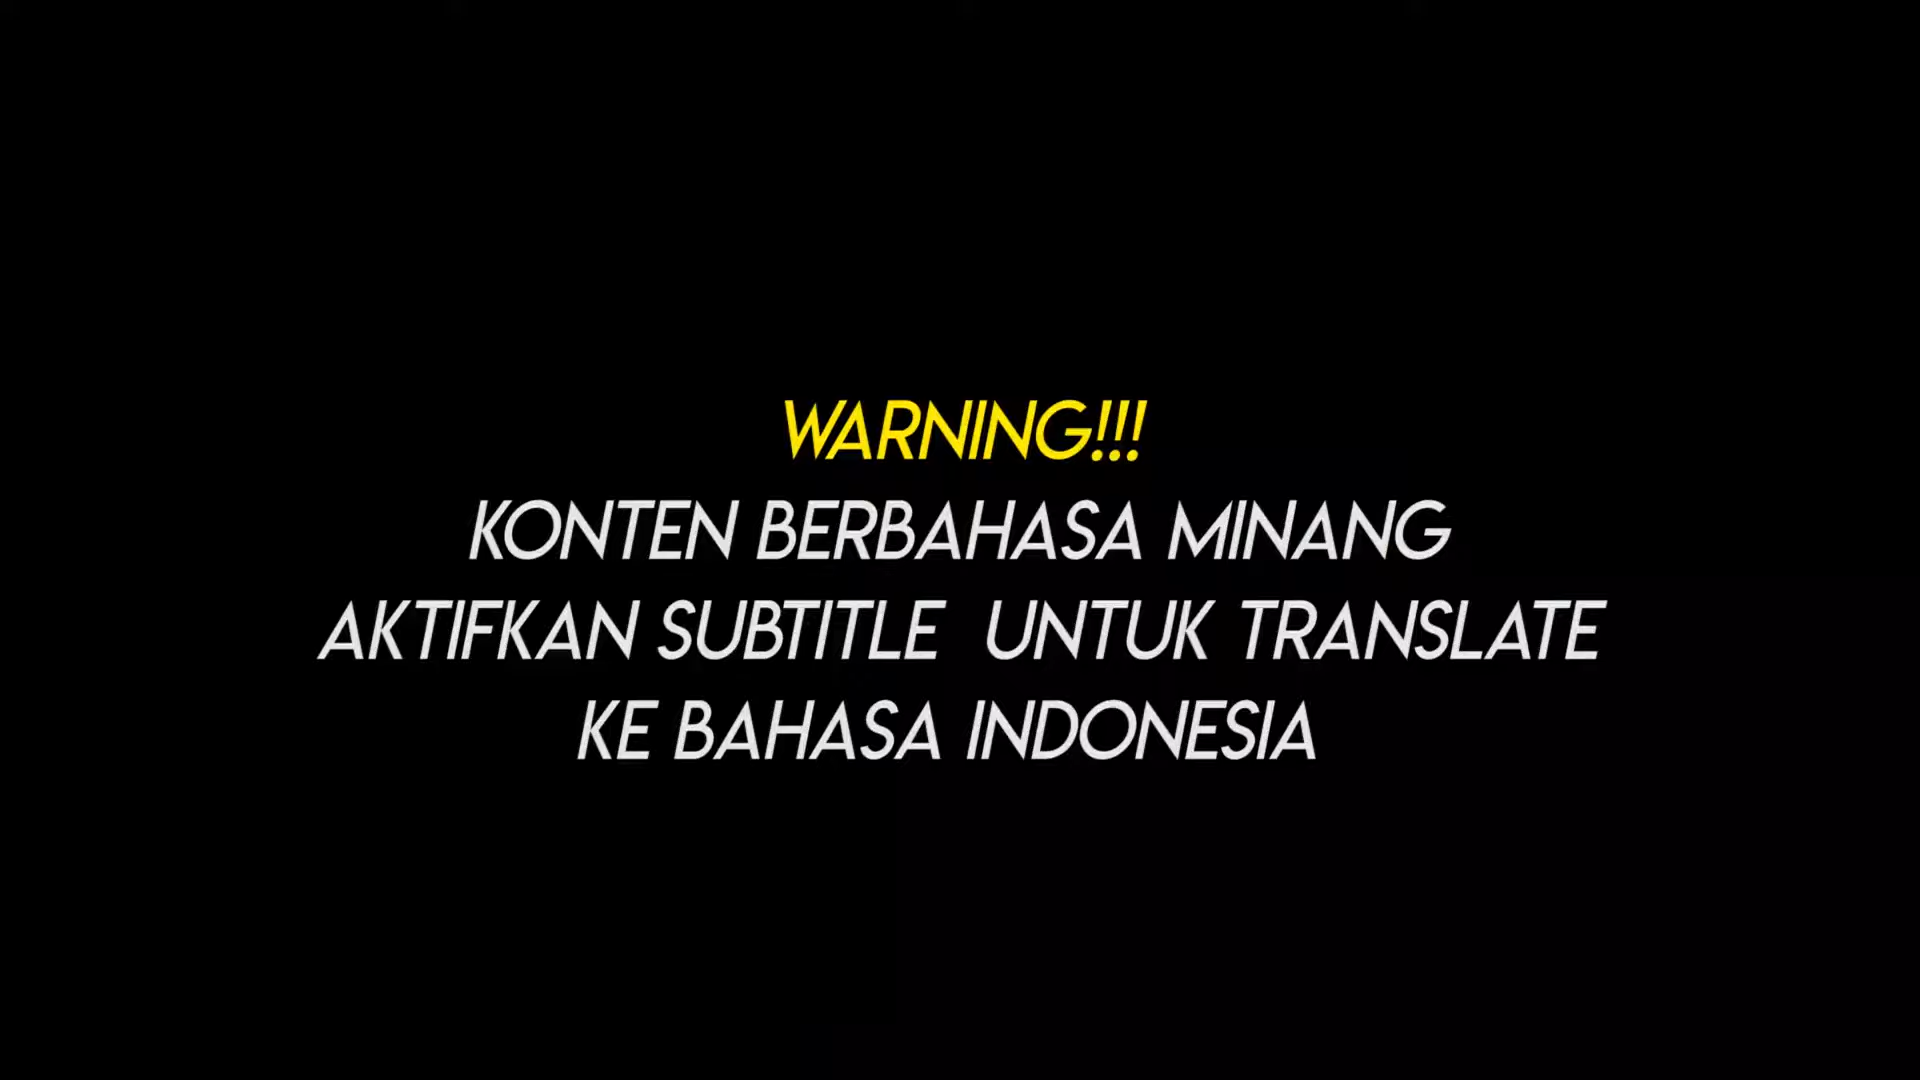 WARNING!!!
KONTEN BERBAHASA MINANG
AKTIFKAN SUBTITLE UNTUK TRANSLATE
KE BAHASA INDONESIA